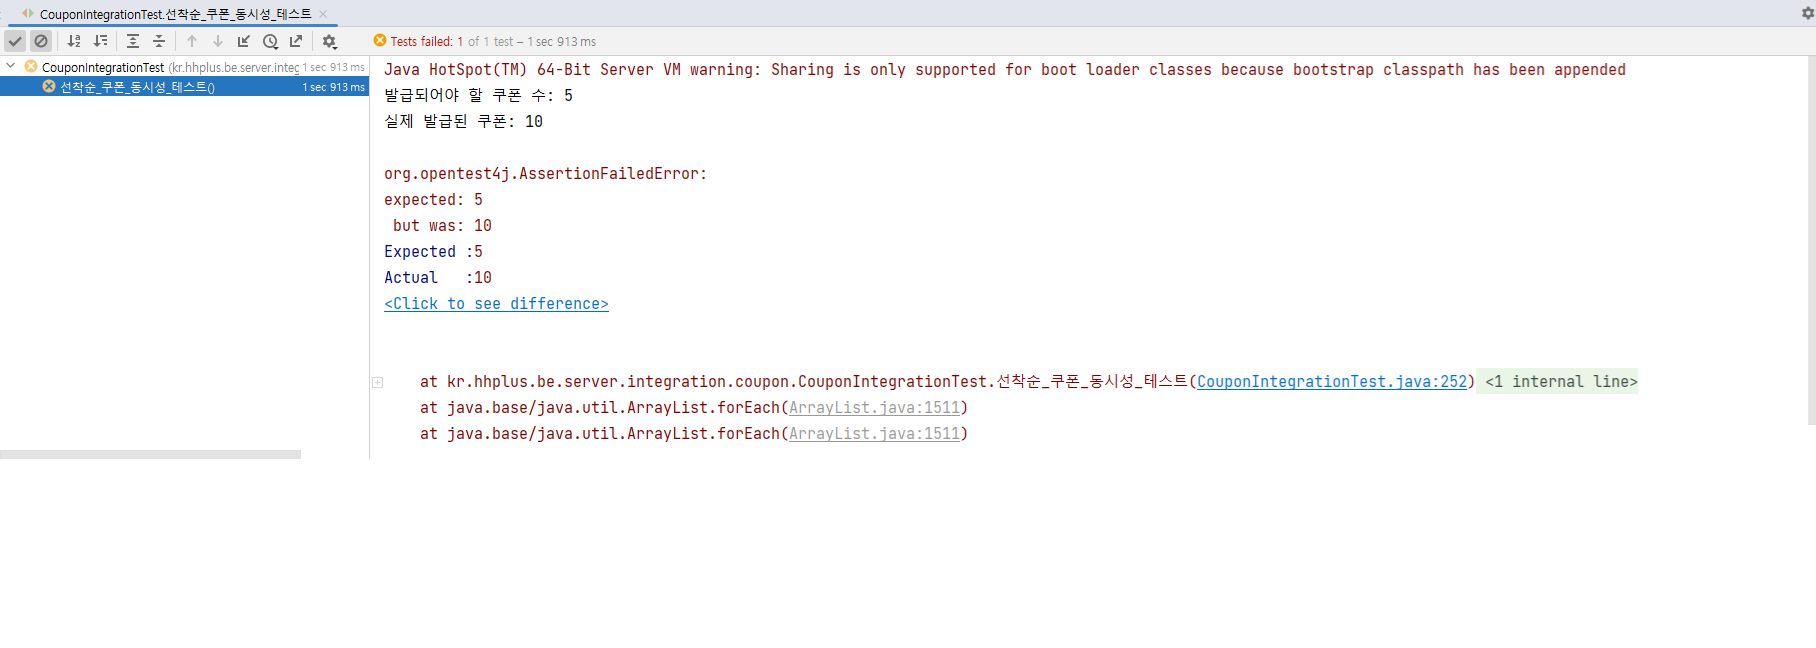 CouponIntegrationTest.선착순_쿠폰_동시성_테스트
Tests failed: 1 of 1 test – 1 sec 913 ms
CouponIntegrationTest (kr.hhplus.be.server.integ 1 sec 913 ms
선착순_쿠폰_동시성_테스트() 1 sec 913 ms
Java HotSpot(TM) 64-Bit Server VM warning: Sharing is only supported for boot loader classes because bootstrap classpath has been appended
발급되어야 할 쿠폰 수: 5
실제 발급된 쿠폰: 10
org.opentest4j.AssertionFailedError:
expected: 5
but was: 10
Expected :5
Actual   :10
<Click to see difference>
at kr.hhplus.be.server.integration.coupon.CouponIntegrationTest.선착순_쿠폰_동시성_테스트(CouponIntegrationTest.java:252) <1 internal line>
at java.base/java.util.ArrayList.forEach(ArrayList.java:1511)
at java.base/java.util.ArrayList.forEach(ArrayList.java:1511)